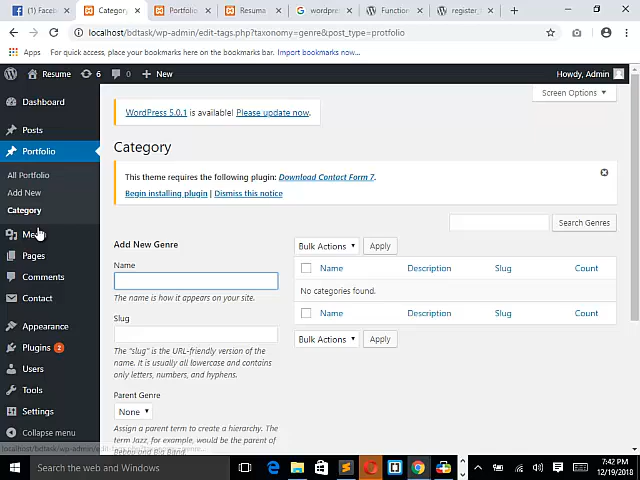 (1) Faceb
Category
Portfolio
Resuma
wordpre
Function
register_
localhost/bdtask/wp-admin/edit-tags.php?taxonomy=genre&post_type=protfolio
Apps For quick access, place your bookmarks here on the bookmarks bar. Import bookmarks now...
Resume 6 0 + New Howdy, Admin
Dashboard
Posts
Portfolio
All Portfolio
Add New
Category
Media
Pages
Comments
Contact
Appearance
Plugins 2
Users
Tools
Settings
Collapse menu
Screen Options
WordPress 5.0.1 is available! Please update now.
Category
This theme requires the following plugin: Download Contact Form 7.
Begin installing plugin | Dismiss this notice
Search Genres
Add New Genre
Name
The name is how it appears on your site.
Slug
The "slug" is the URL-friendly version of the
name. It is usually all lowercase and contains
only letters, numbers, and hyphens.
Parent Genre
None
Assign a parent term to create a hierarchy. The
term Jazz, for example, would be the parent of
Bebop and Big Band.
Bulk Actions Apply
Name Description Slug Count
No categories found.
Name Description Slug Count
Bulk Actions Apply
Search the web and Windows
7:42 PM
12/19/2018